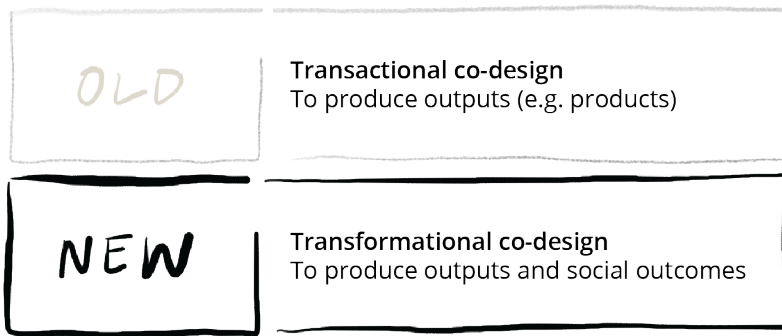 OLD
Transactional co-design
To produce outputs (e.g. products)
NEW
Transformational co-design
To produce outputs and social outcomes